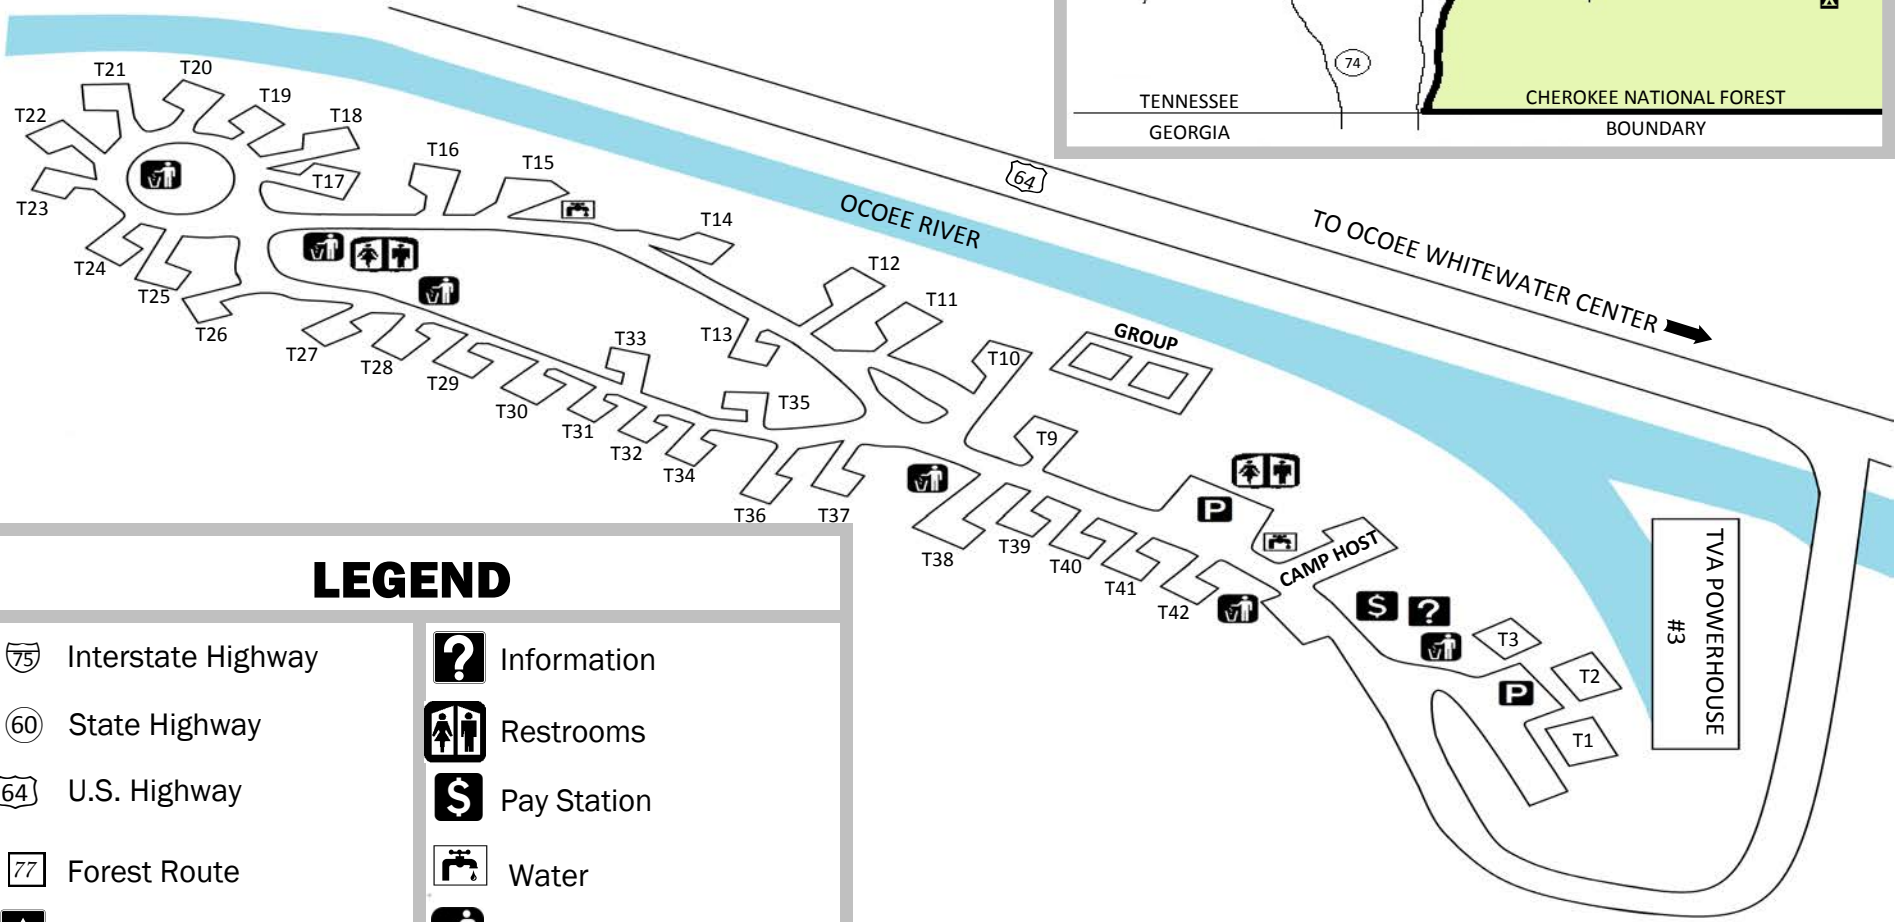 74
TENNESSEE
GEORGIA
CHEROKEE NATIONAL FOREST
BOUNDARY
64
OCOEE RIVER
TO OCOEE WHITEWATER CENTER
T21
T20
T19
T18
T22
T17
T16
T15
T23
T14
T24
T25
T26
T12
T11
T27
T28
T29
T30
T33
T13
T10
GROUP
T31
T32
T34
T35
T9
T36
T37
P
T38
T39
T40
T41
T42
CAMP HOST
$
?
T3
T2
P
T1
TVA POWERHOUSE
#3
LEGEND
75 Interstate Highway
60 State Highway
64 U.S. Highway
77 Forest Route
? Information
Restrooms
$ Pay Station
Water